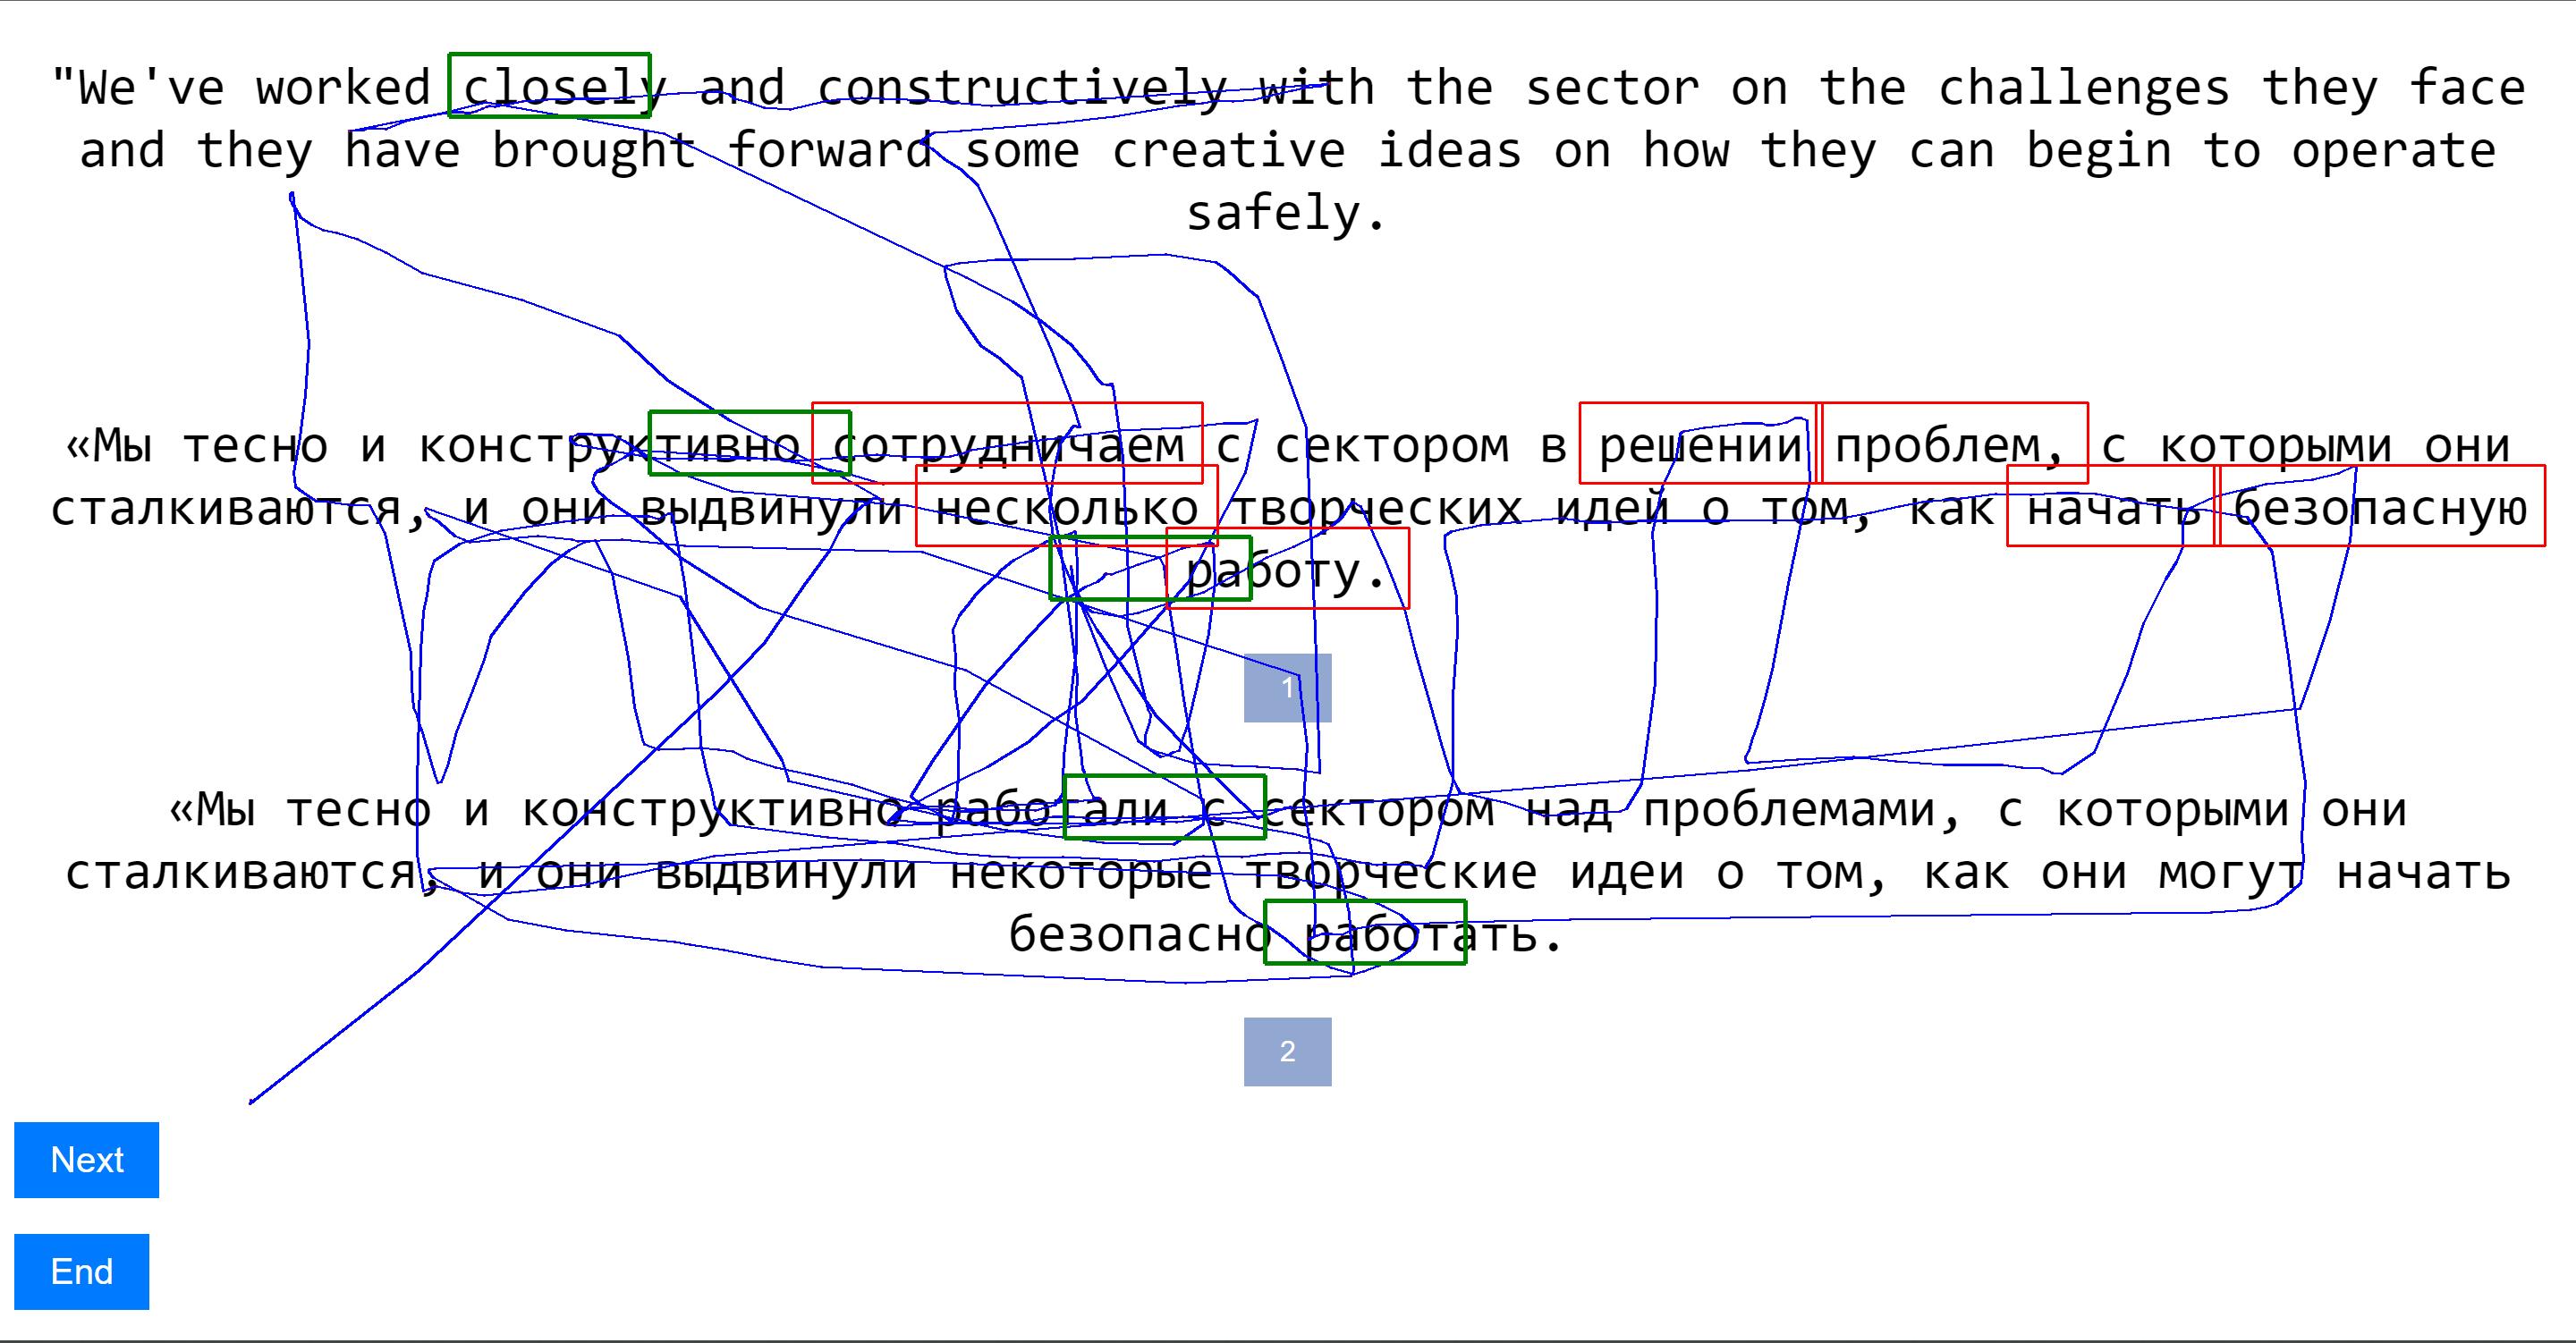 "We've worked closely and constructively with the sector on the challenges they face
and they have brought forward some creative ideas on how they can begin to operate
safely.
«Мы тесно и конструктивно сотрудничаем с сектором в решении проблем, с которыми они
сталкиваются, и они выдвинули несколько творческих идей о том, как начать безопасную
работу.
1
«Мы тесно и конструктивно работали с сектором над проблемами, с которыми они
сталкиваются, и они выдвинули некоторые творческие идеи о том, как они могут начать
безопасно работать.
2
Next
End